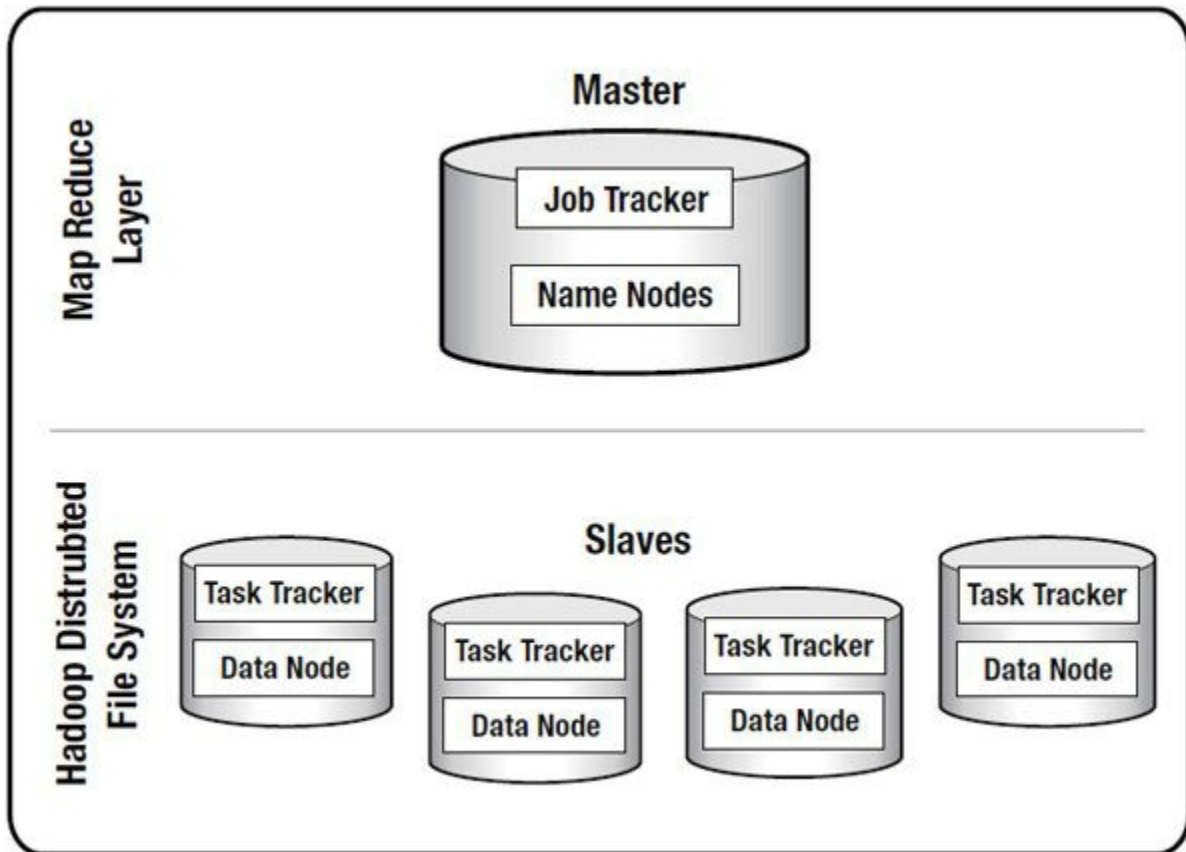 Map Reduce
Layer
Master
Job Tracker
Name Nodes
Hadoop Distrubted
File System
Slaves
Task Tracker
Data Node
Task Tracker
Data Node
Task Tracker
Data Node
Task Tracker
Data Node